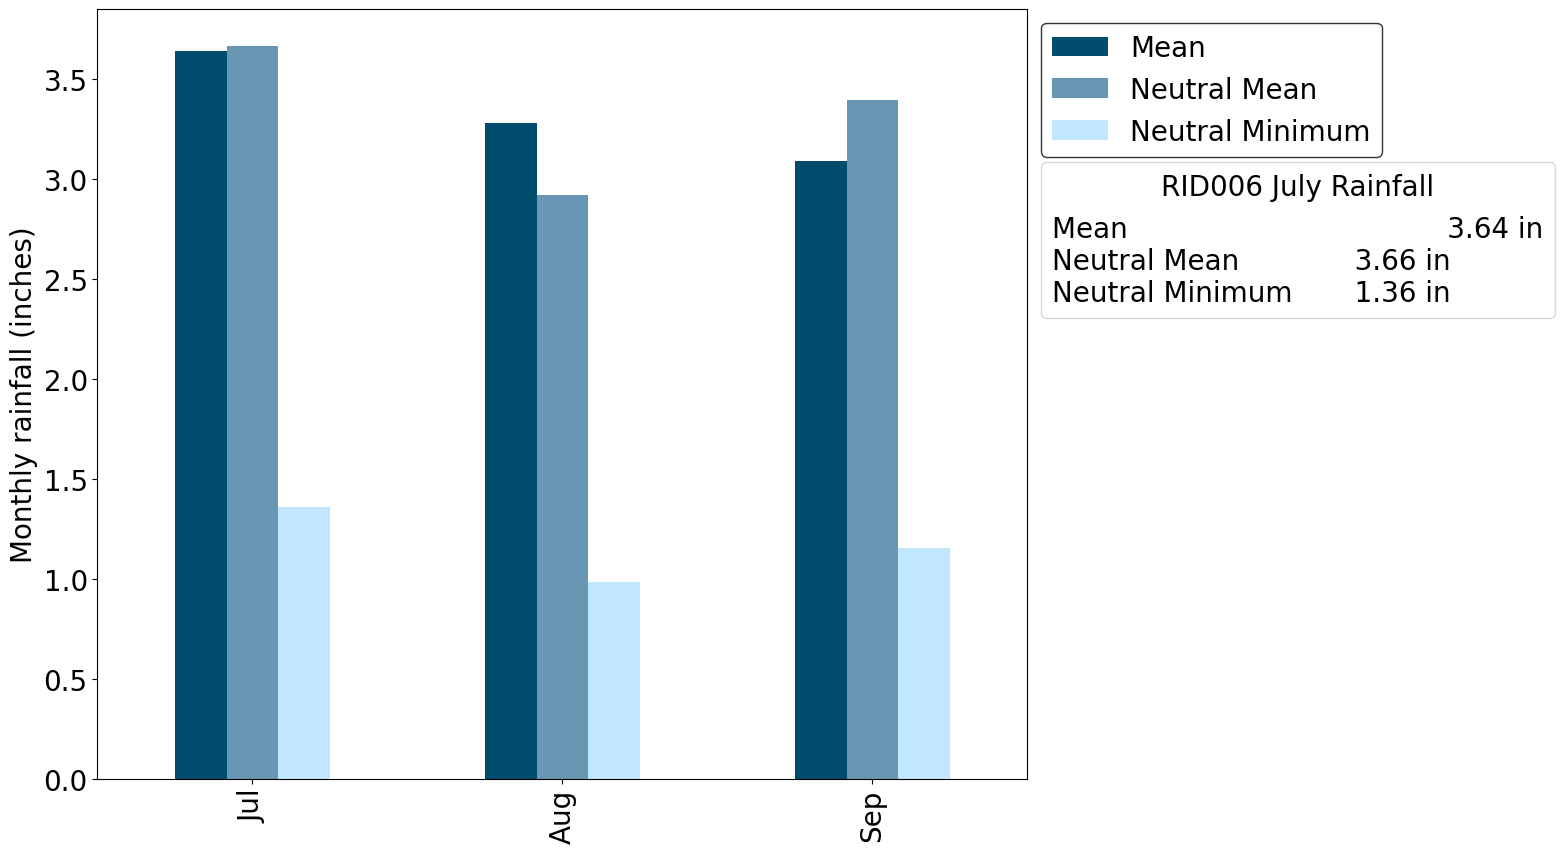 Monthly rainfall (inches)
3.5
3.0
2.5
2.0
1.5
1.0
0.5
0.0
Jul
Aug
Sep
Mean
Neutral Mean
Neutral Minimum
RID006 July Rainfall
Mean 3.64 in
Neutral Mean 3.66 in
Neutral Minimum 1.36 in